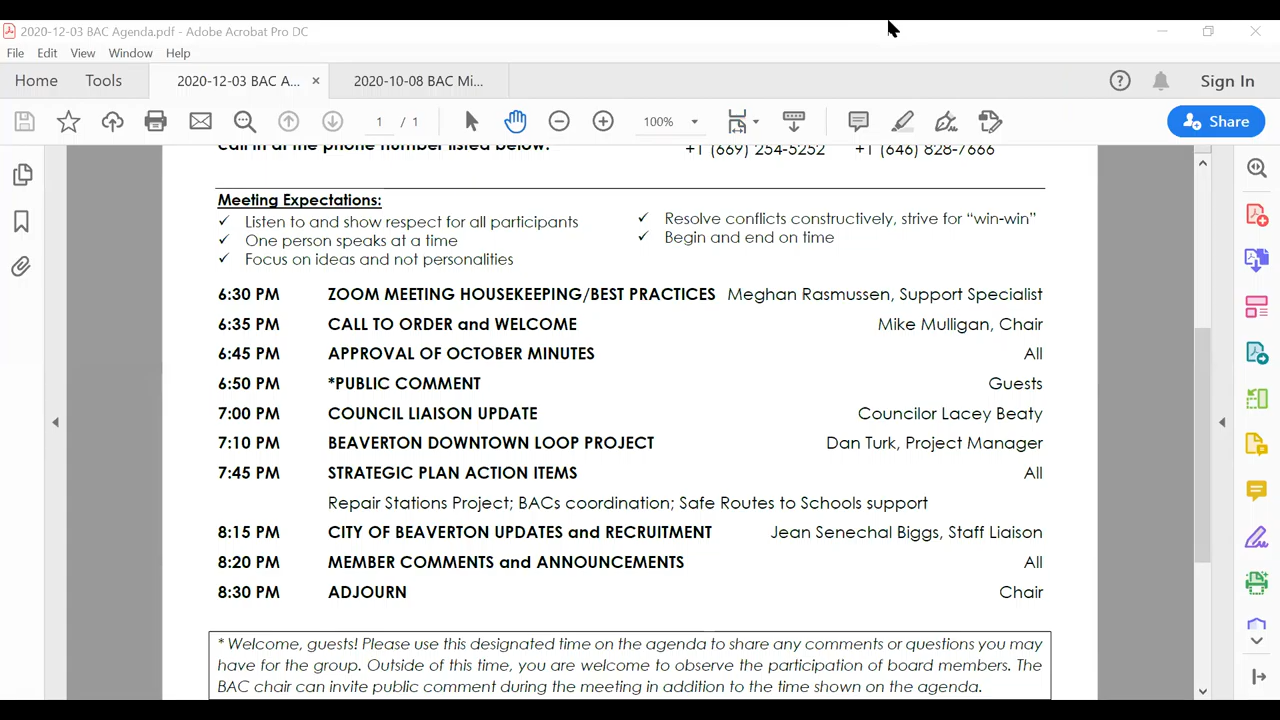 2020-12-03 BAC Agenda.pdf - Adobe Acrobat Pro DC
File Edit View Window Help
Home Tools 2020-12-03 BAC A... × 2020-10-08 BAC Mi... Sign In
1 / 1 100% Share
Call in at the phone number listed below: +1 (669) 254-5252 +1 (646) 828-7666
Meeting Expectations:
✓ Listen to and show respect for all participants
✓ One person speaks at a time
✓ Focus on ideas and not personalities
✓ Resolve conflicts constructively, strive for “win-win”
✓ Begin and end on time
6:30 PM ZOOM MEETING HOUSEKEEPING/BEST PRACTICES Meghan Rasmussen, Support Specialist
6:35 PM CALL TO ORDER and WELCOME Mike Mulligan, Chair
6:45 PM APPROVAL OF OCTOBER MINUTES All
6:50 PM *PUBLIC COMMENT Guests
7:00 PM COUNCIL LIAISON UPDATE Councilor Lacey Beaty
7:10 PM BEAVERTON DOWNTOWN LOOP PROJECT Dan Turk, Project Manager
7:45 PM STRATEGIC PLAN ACTION ITEMS All
Repair Stations Project; BACs coordination; Safe Routes to Schools support
8:15 PM CITY OF BEAVERTON UPDATES and RECRUITMENT Jean Senechal Biggs, Staff Liaison
8:20 PM MEMBER COMMENTS and ANNOUNCEMENTS All
8:30 PM ADJOURN Chair
* Welcome, guests! Please use this designated time on the agenda to share any comments or questions you may
have for the group. Outside of this time, you are welcome to observe the participation of board members. The
BAC chair can invite public comment during the meeting in addition to the time shown on the agenda.